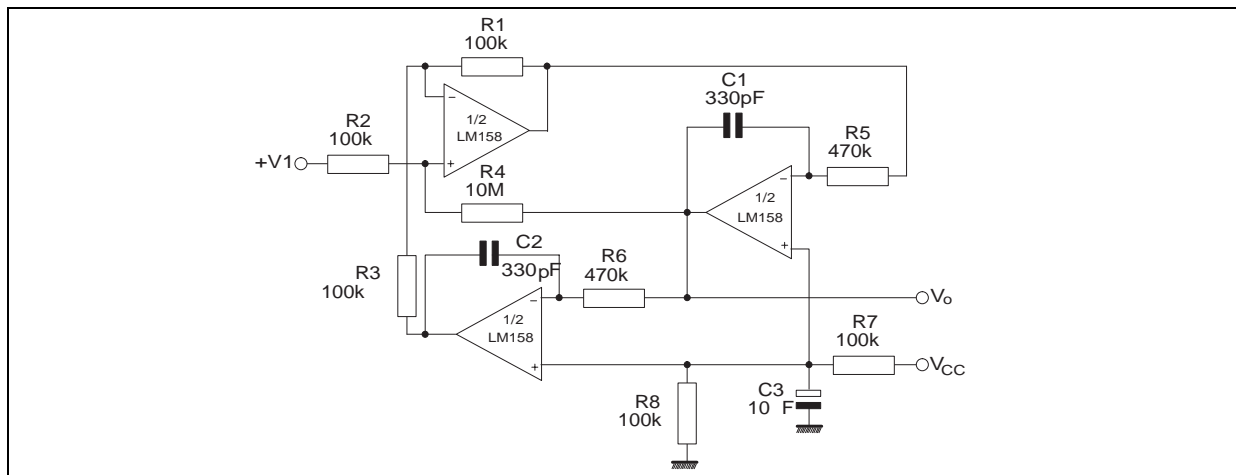 R1
100k
C1
330pF
R2
100k
1/2
LM158
R5
470k
+V1
R4
10M
1/2
LM158
C2
330pF
R6
470k
R3
100k
1/2
LM158
Vo
R7
100k
VCC
R8
100k
C3
10 F